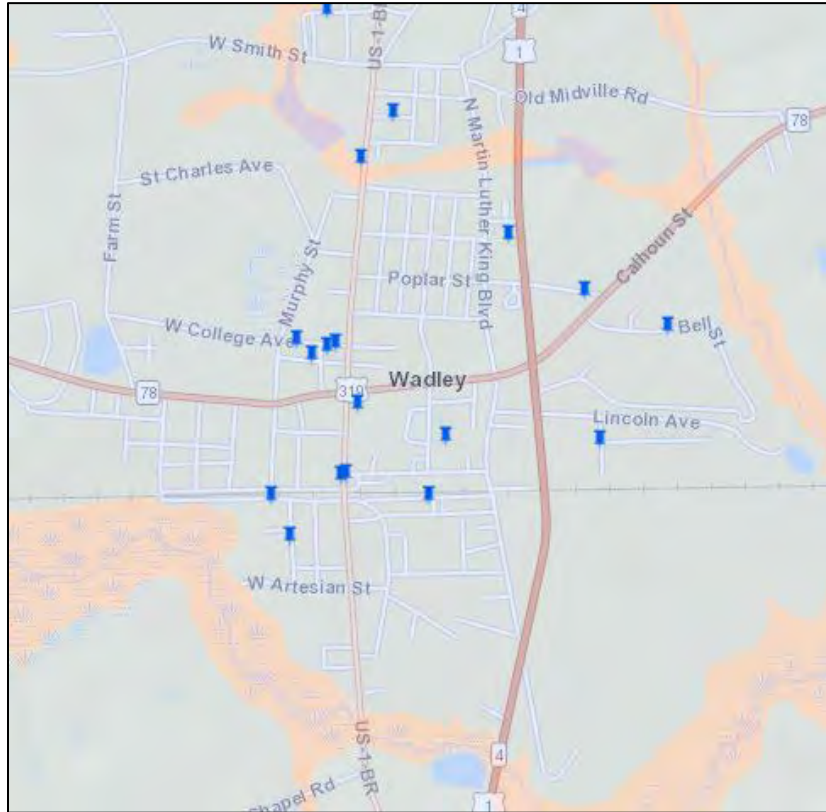 4
US-1-BR
W Smith St
1
Old Midville Rd
78
N Martin Luther King Blvd
St Charles Ave
Farm St
Murphy St
Calhoun St
Poplar St
W College Ave
Bell St
Wadley
319
78
Lincoln Ave
W Artesian St
US-1-BR
4
Chapel Rd
1